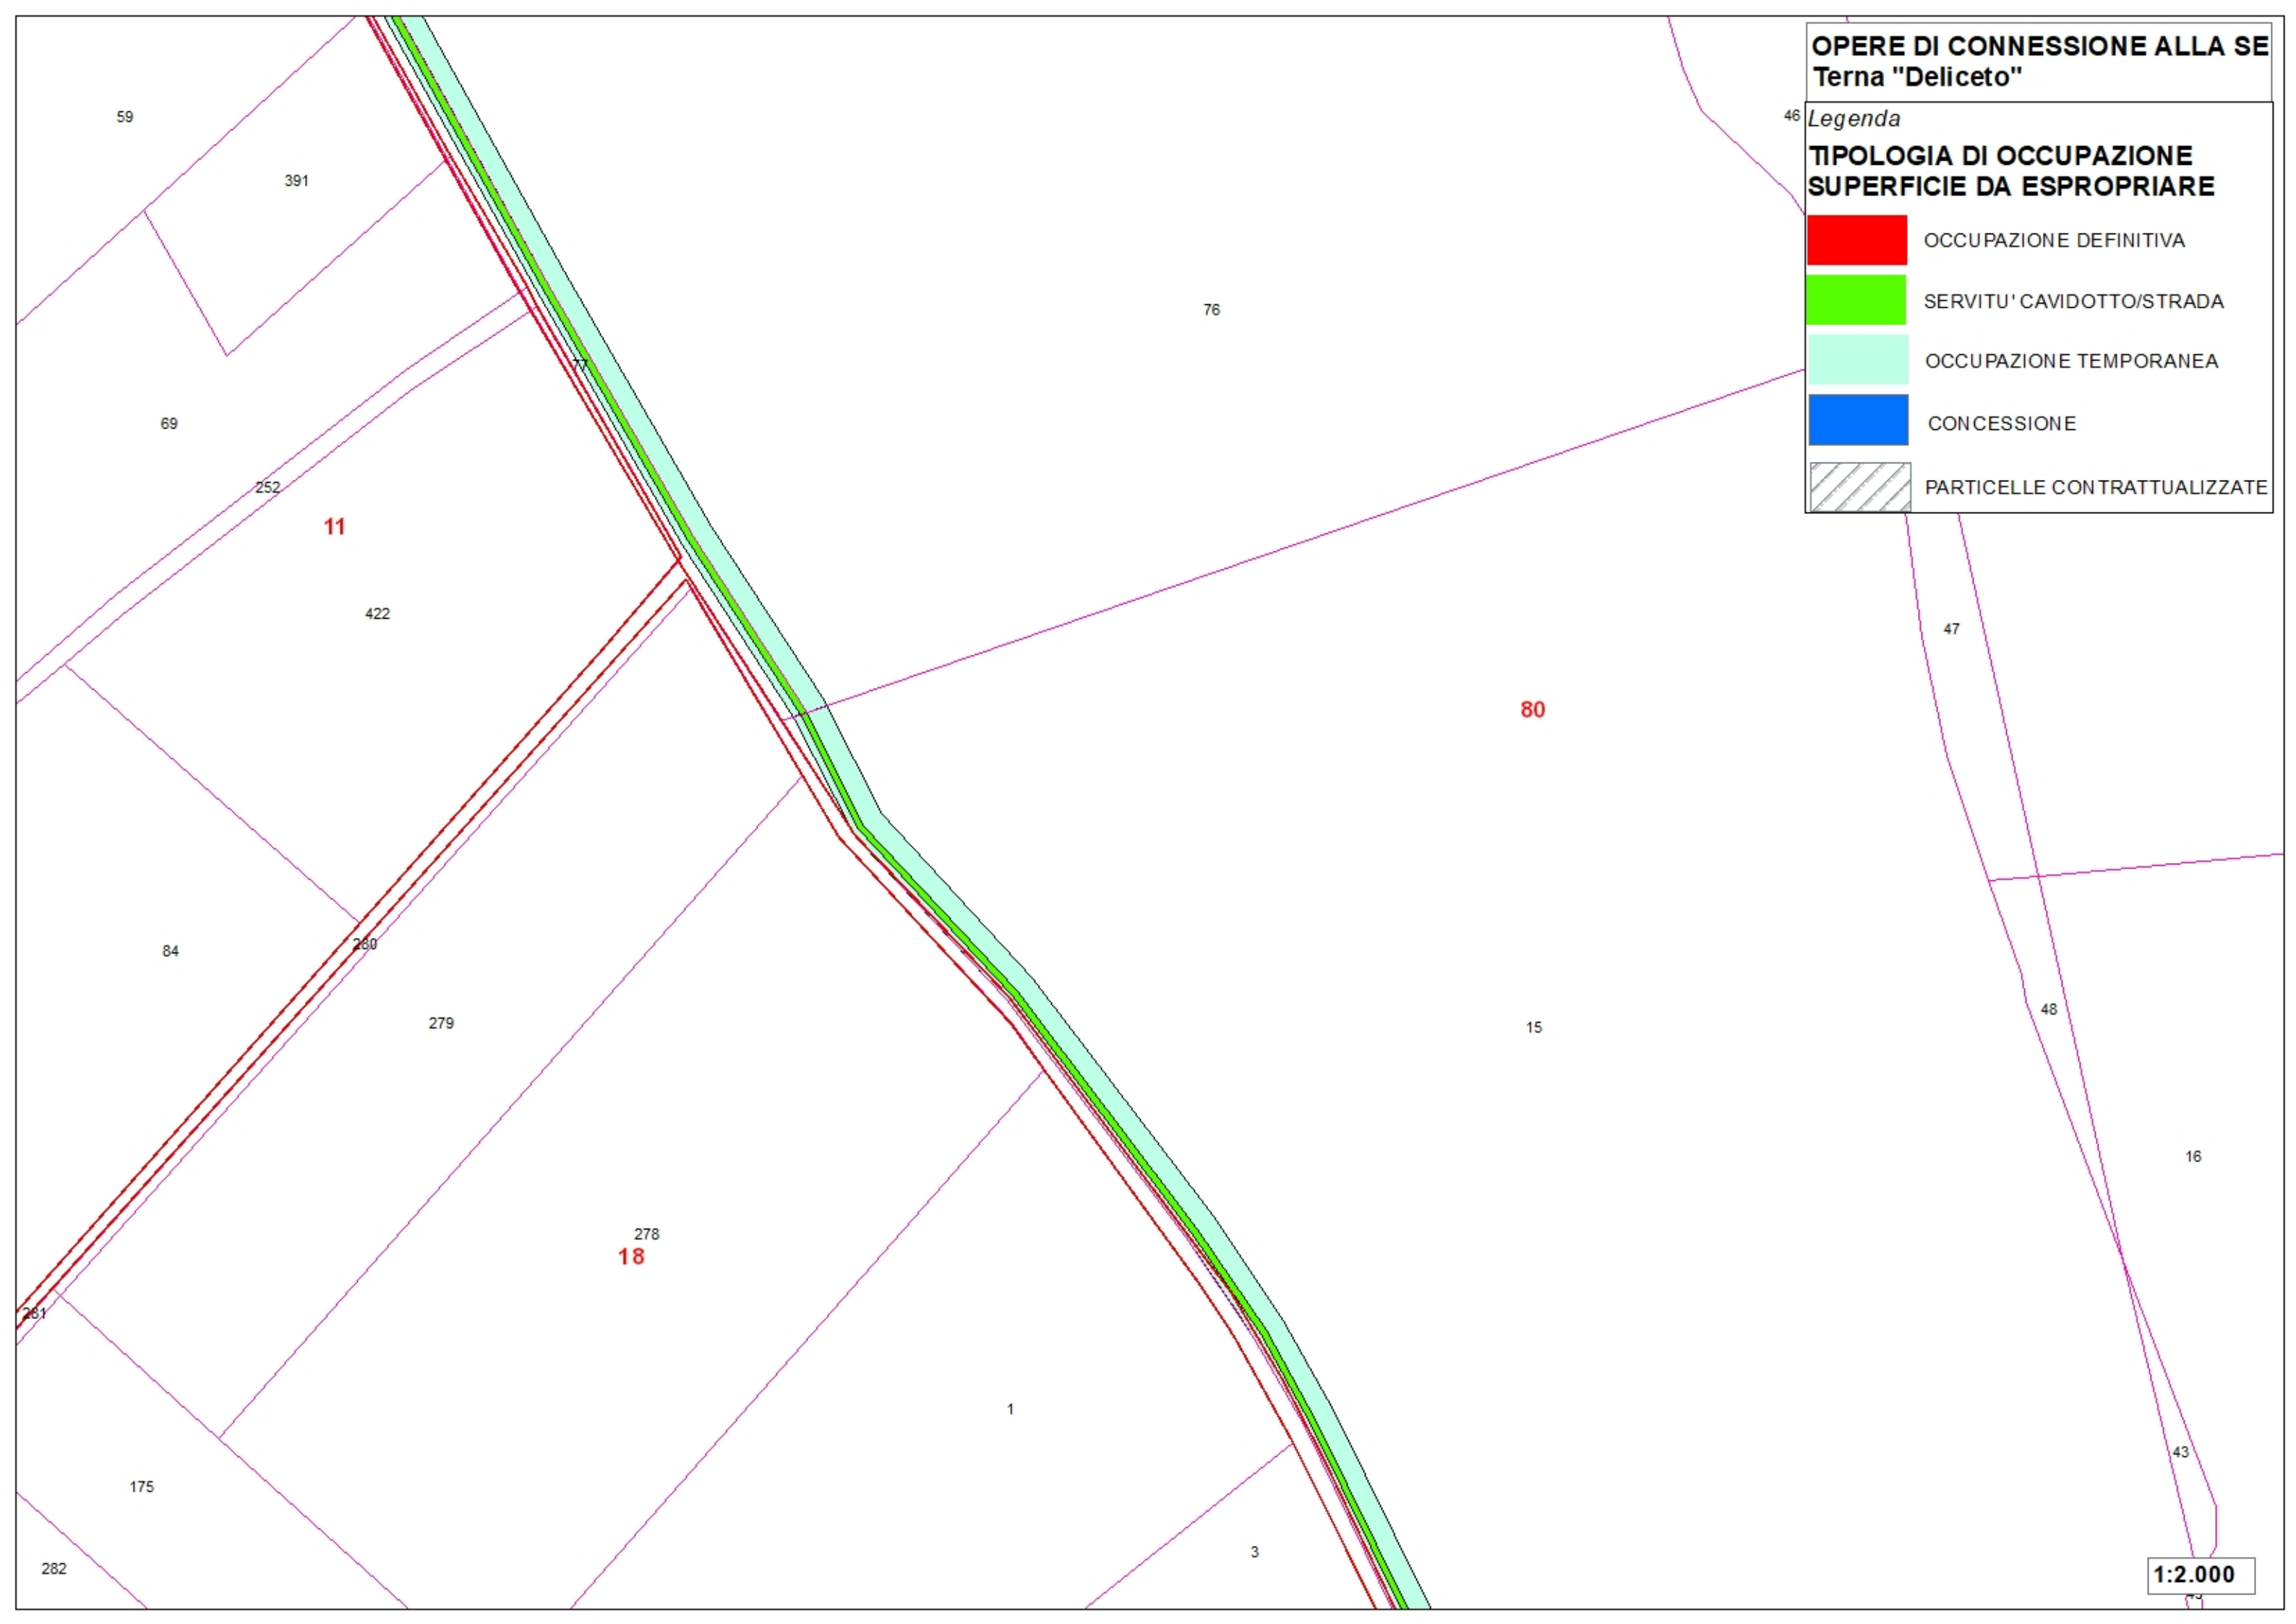 OPERE DI CONNESSIONE ALLA SE
Terna "Deliceto"
Legenda
TIPOLOGIA DI OCCUPAZIONE
SUPERFICIE DA ESPROPRIARE
OCCUPAZIONE DEFINITIVA
SERVITU' CAVIDOTTO/STRADA
OCCUPAZIONE TEMPORANEA
CONCESSIONE
PARTICELLE CONTRATTUALIZZATE
46
59
391
76
77
69
252
11
422
47
80
84
280
279
15
48
16
278
18
281
1
43
175
3
282
1:2.000